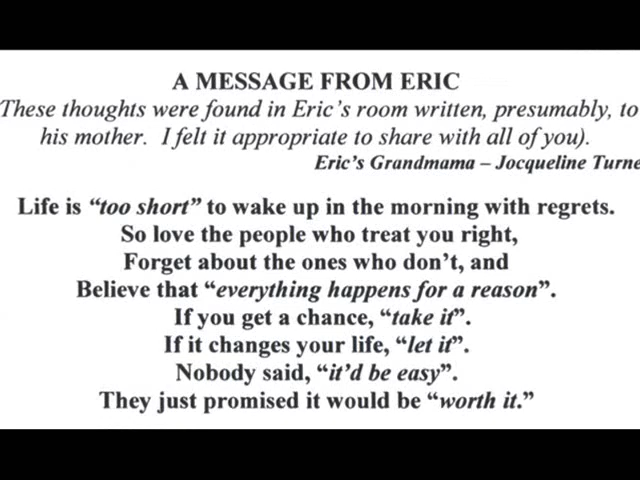 A MESSAGE FROM ERIC
These thoughts were found in Eric's room written, presumably, to
his mother. I felt it appropriate to share with all of you).
Eric's Grandmama – Jocqueline Turne
Life is “too short” to wake up in the morning with regrets.
So love the people who treat you right,
Forget about the ones who don't, and
Believe that “everything happens for a reason”.
If you get a chance, “take it”.
If it changes your life, “let it”.
Nobody said, “it'd be easy”.
They just promised it would be “worth it.”